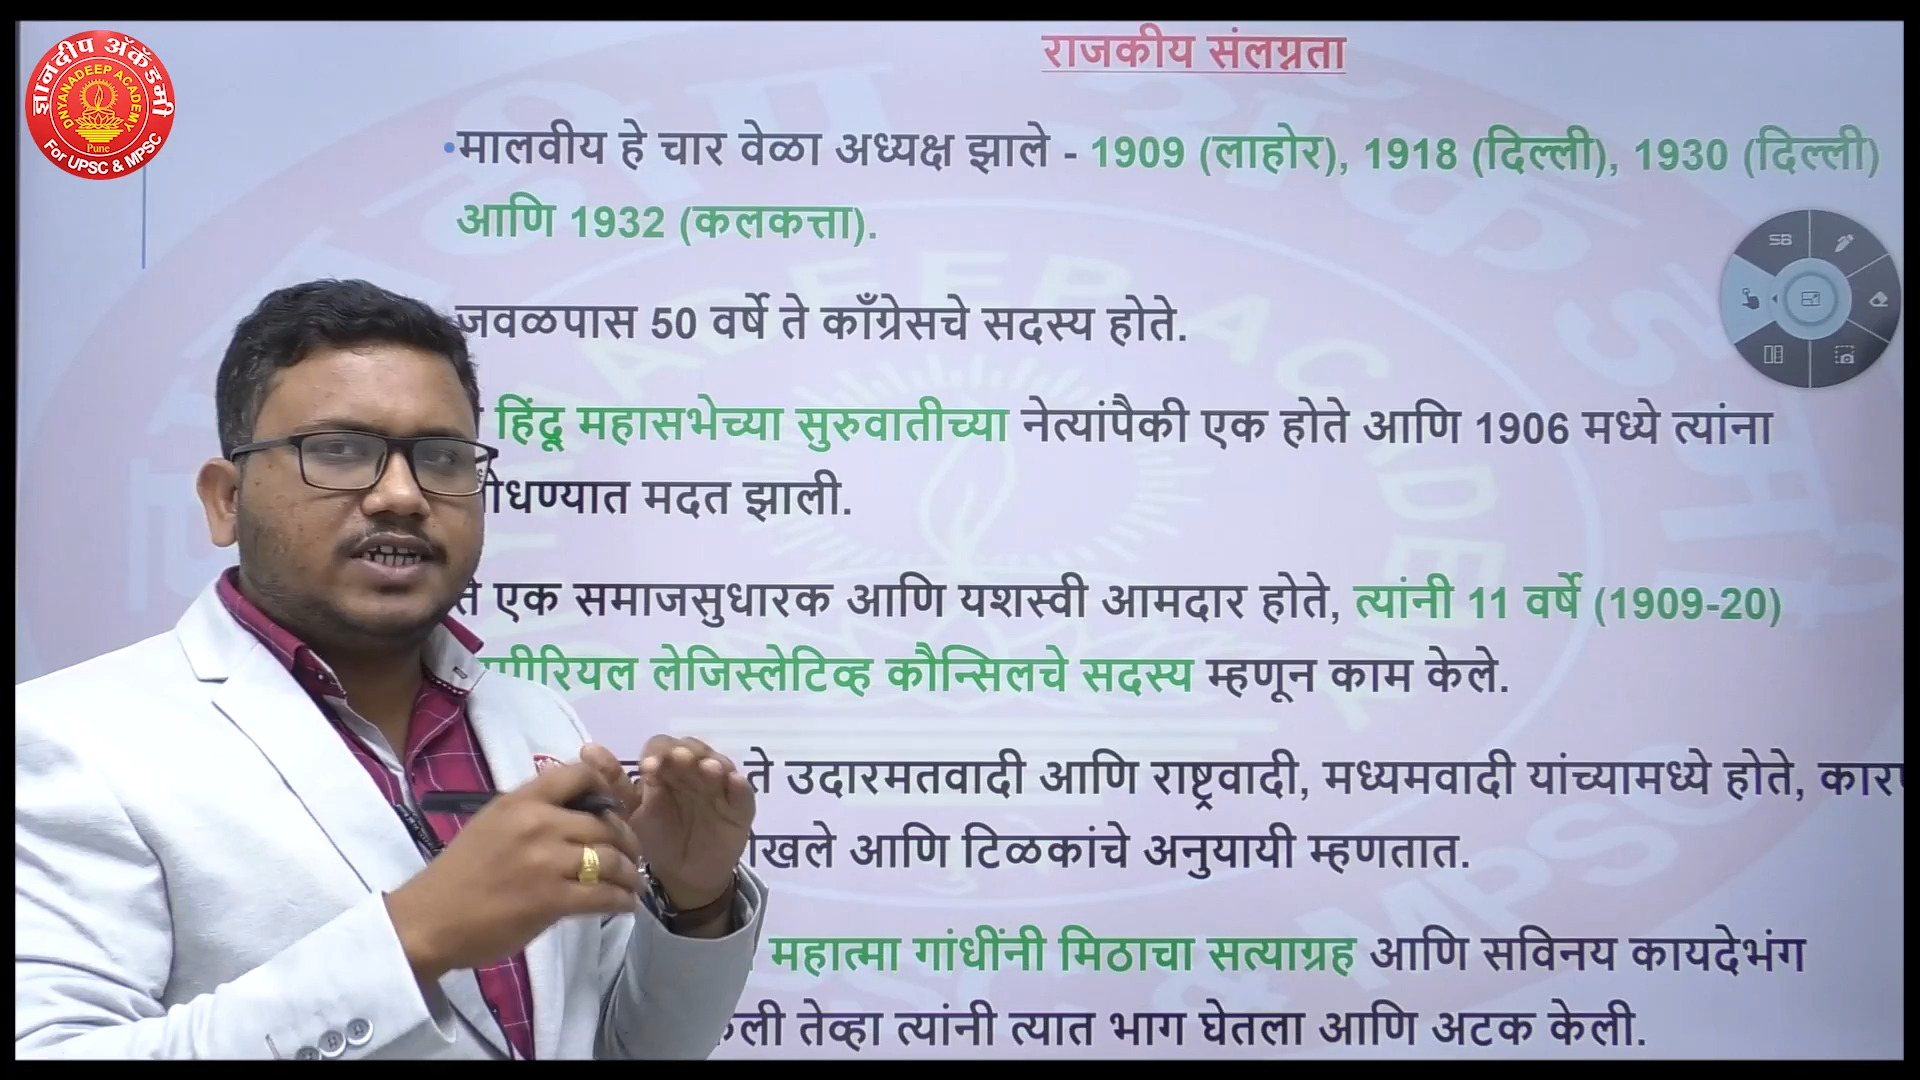 ज्ञानदीप अ‍ॅकॅडमी
DNYANADEEP ACADEMY
Pune
For UPSC & MPSC
राजकीय संलग्नता
•मालवीय हे चार वेळा अध्यक्ष झाले - 1909 (लाहोर), 1918 (दिल्ली), 1930 (दिल्ली)
आणि 1932 (कलकत्ता).
जवळपास 50 वर्षे ते काँग्रेसचे सदस्य होते.
हिंदू महासभेच्या सुरुवातीच्या नेत्यांपैकी एक होते आणि 1906 मध्ये त्यांना
मदत झाली.
ते एक समाजसुधारक आणि यशस्वी आमदार होते, त्यांनी 11 वर्षे (1909-20)
लेजिस्लेटिव्ह कौन्सिलचे सदस्य म्हणून काम केले.
ते उदारमतवादी आणि राष्ट्रवादी, मध्यमवादी यांच्यामध्ये होते,
आणि टिळकांचे अनुयायी म्हणतात.
महात्मा गांधींनी मिठाचा सत्याग्रह आणि सविनय कायदेभंग
तेव्हा त्यांनी त्यात भाग घेतला आणि अटक केली.
SB